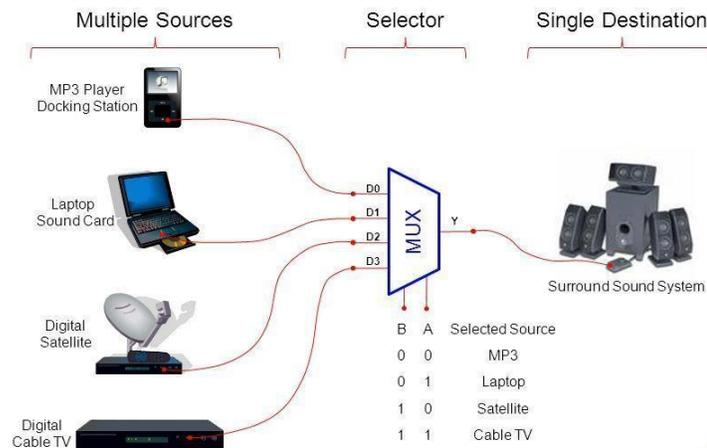 Multiple Sources
Selector
Single Destination
MP3 Player
Docking Station
Laptop
Sound Card
Digital
Satellite
Digital
Cable TV
D0
D1
D2
D3
MUX
Y
Surround Sound System
B A Selected Source
0 0 MP3
0 1 Laptop
1 0 Satellite
1 1 Cable TV